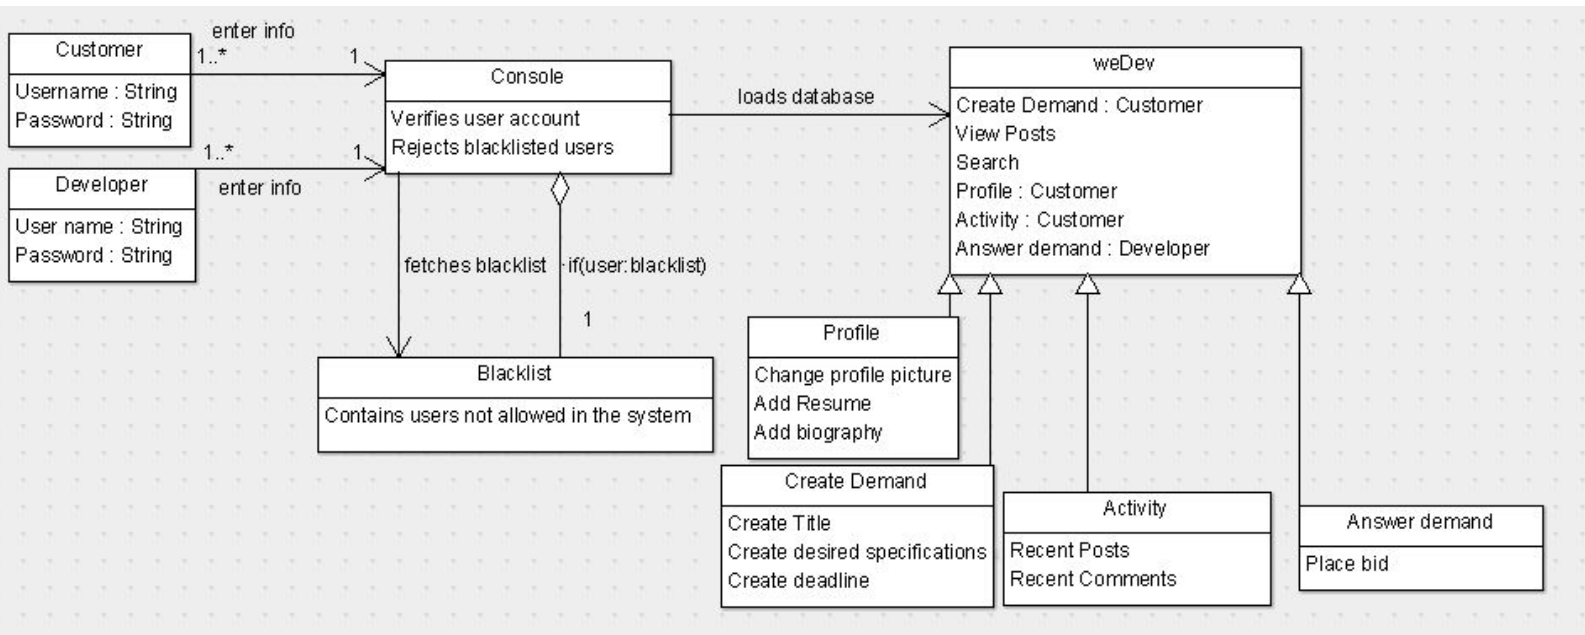 Customer
Username : String
Password : String
enter info
1..*
1
Developer
User name : String
Password : String
1..*
1
enter info
Console
Verifies user account
Rejects blacklisted users
fetches blacklist
if(user:blacklist)
1
Blacklist
Contains users not allowed in the system
loads database
weDev
Create Demand : Customer
View Posts
Search
Profile : Customer
Activity : Customer
Answer demand : Developer
Profile
Change profile picture
Add Resume
Add biography
Create Demand
Create Title
Create desired specifications
Create deadline
Activity
Recent Posts
Recent Comments
Answer demand
Place bid